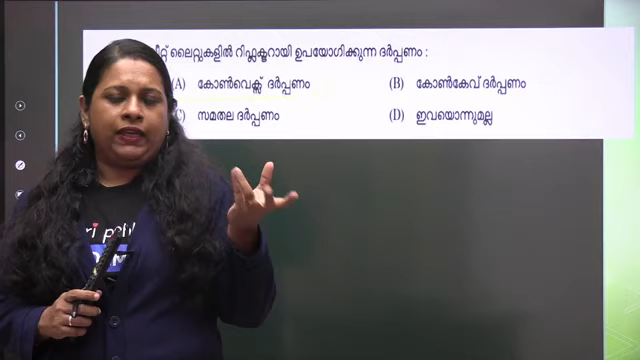 ലൈറ്റുകളിൽ റിഫ്ലക്ടറായി ഉപയോഗിക്കുന്ന ദർപ്പണം :
(A) കോൺവെക്സ് ദർപ്പണം (B) കോൺകേവ് ദർപ്പണം
സമതല ദർപ്പണം (D) ഇവയൊന്നുമല്ല